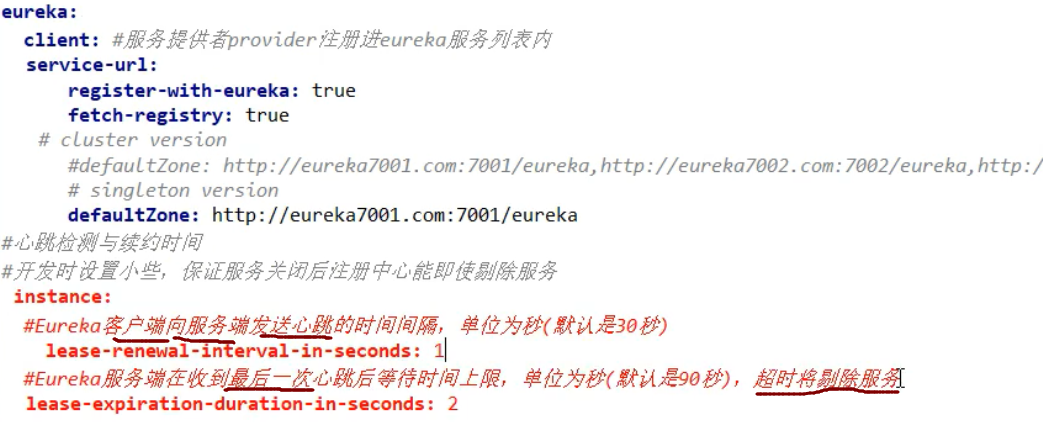 eureka:
client: #服务提供者provider注册进eureka服务列表内
service-url:
register-with-eureka: true
fetch-registry: true
# cluster version
#defaultZone: http://eureka7001.com:7001/eureka,http://eureka7002.com:7002/eureka,http:/
# singleton version
defaultZone: http://eureka7001.com:7001/eureka
#心跳检测与续约时间
#开发时设置小些，保证服务关闭后注册中心能即使剔除服务
instance:
#Eureka客户端向服务端发送心跳的时间间隔，单位为秒(默认是30秒)
lease-renewal-interval-in-seconds: 1
#Eureka服务端在收到最后一次心跳后等待时间上限，单位为秒(默认是90秒)，超时将剔除服务
lease-expiration-duration-in-seconds: 2